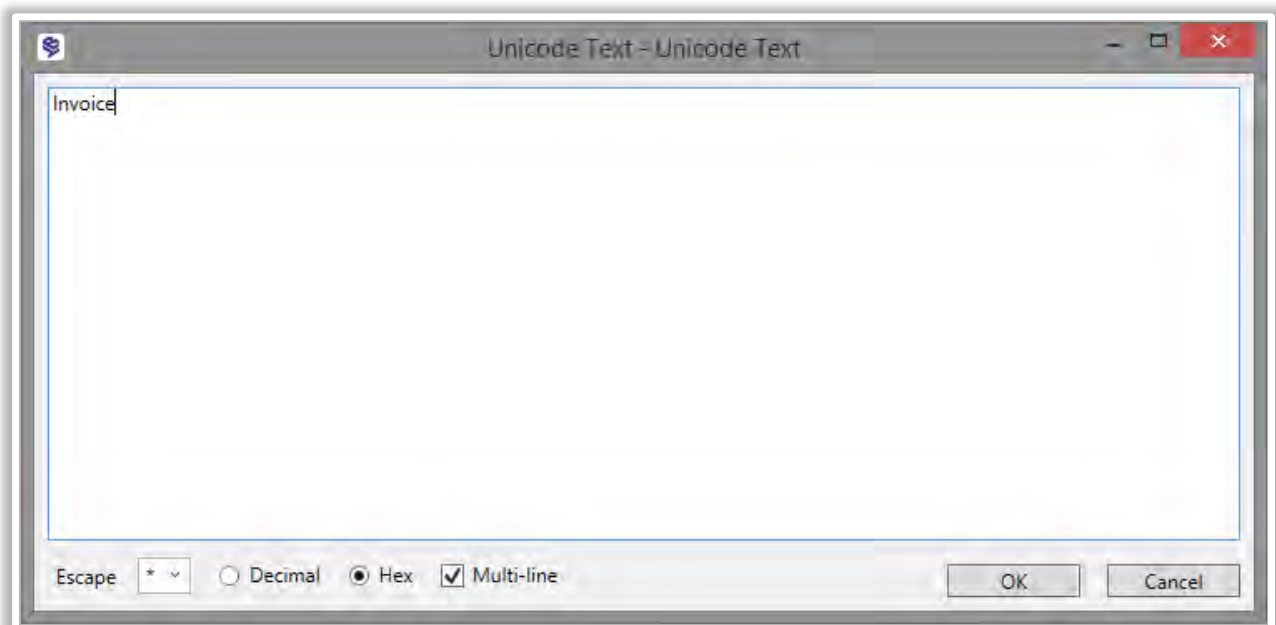 Unicode Text - Unicode Text
Invoice
Escape * Decimal Hex Multi-line OK Cancel